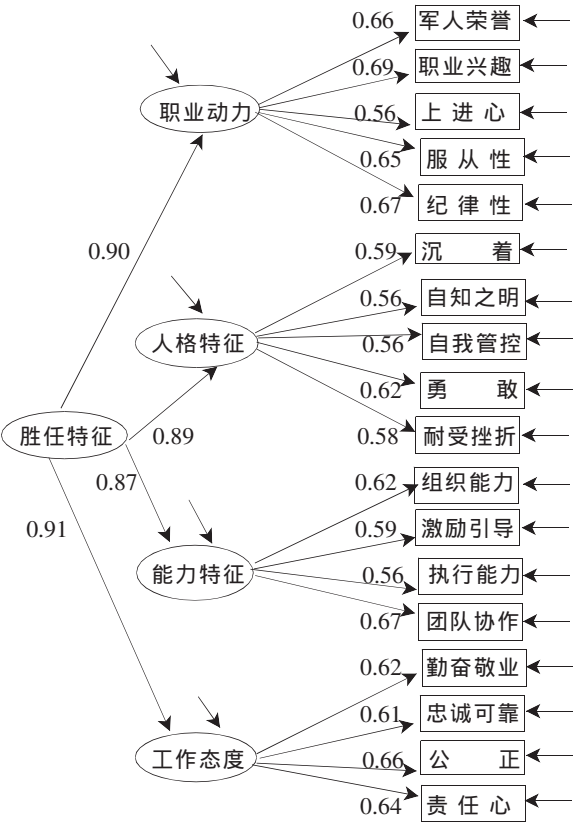 0.66 军人荣誉
0.69 职业兴趣
职业动力
0.56 上进心
0.65 服从性
0.67 纪律性
0.90
0.59 沉着
0.56 自知之明
人格特征
0.56 自我管控
0.62 勇敢
0.58 耐受挫折
胜任特征
0.89
0.87
0.91
0.62 组织能力
0.59 激励引导
能力特征
0.56 执行能力
0.67 团队协作
0.62 勤奋敬业
0.61 忠诚可靠
工作态度
0.66 公正
0.64 责任心